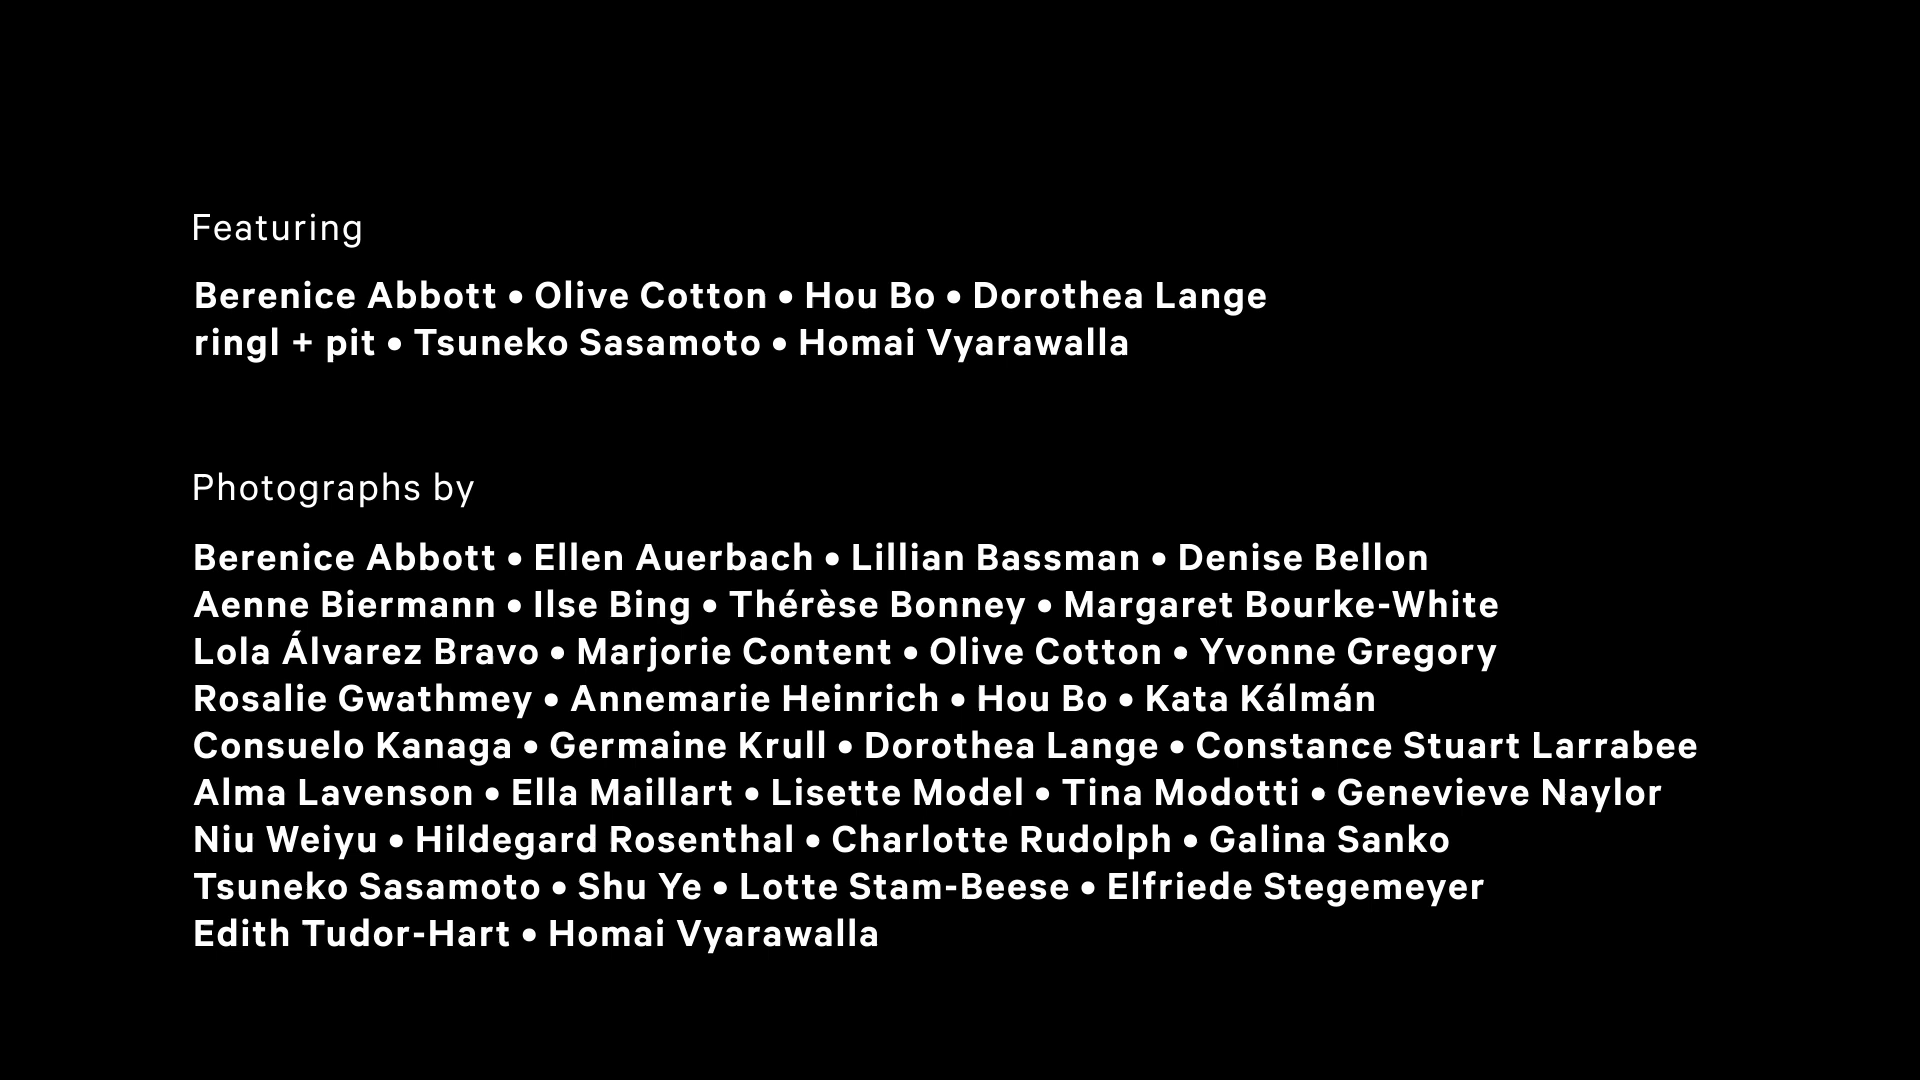 Featuring
Berenice Abbott • Olive Cotton • Hou Bo • Dorothea Lange
ringl + pit • Tsuneko Sasamoto • Homai Vyarawalla
Photographs by
Berenice Abbott • Ellen Auerbach • Lillian Bassman • Denise Bellon
Aenne Biermann • Ilse Bing • Thérèse Bonney • Margaret Bourke-White
Lola Álvarez Bravo • Marjorie Content • Olive Cotton • Yvonne Gregory
Rosalie Gwathmey • Annemarie Heinrich • Hou Bo • Kata Kálmán
Consuelo Kanaga • Germaine Krull • Dorothea Lange • Constance Stuart Larrabee
Alma Lavenson • Ella Maillart • Lisette Model • Tina Modotti • Genevieve Naylor
Niu Weiyu • Hildegard Rosenthal • Charlotte Rudolph • Galina Sanko
Tsuneko Sasamoto • Shu Ye • Lotte Stam-Beese • Elfriede Stegemeyer
Edith Tudor-Hart • Homai Vyarawalla